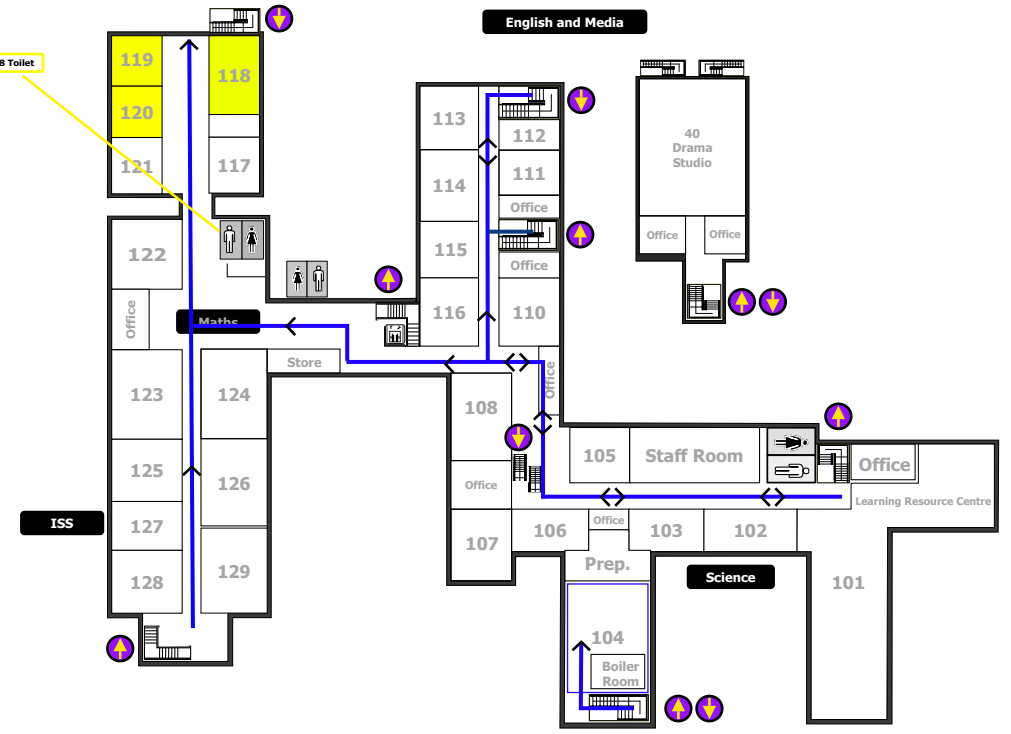 English and Media
8 Toilet
119
118
120
121
117
113
112
114
111
Office
115
Office
116
110
40
Drama
Studio
Office
Office
122
Office
Maths
Store
Office
123
124
108
125
126
Office
105
Staff Room
Office
Learning Resource Centre
ISS
127
128
129
107
106
Office
103
102
Prep.
Science
101
104
Boiler
Room